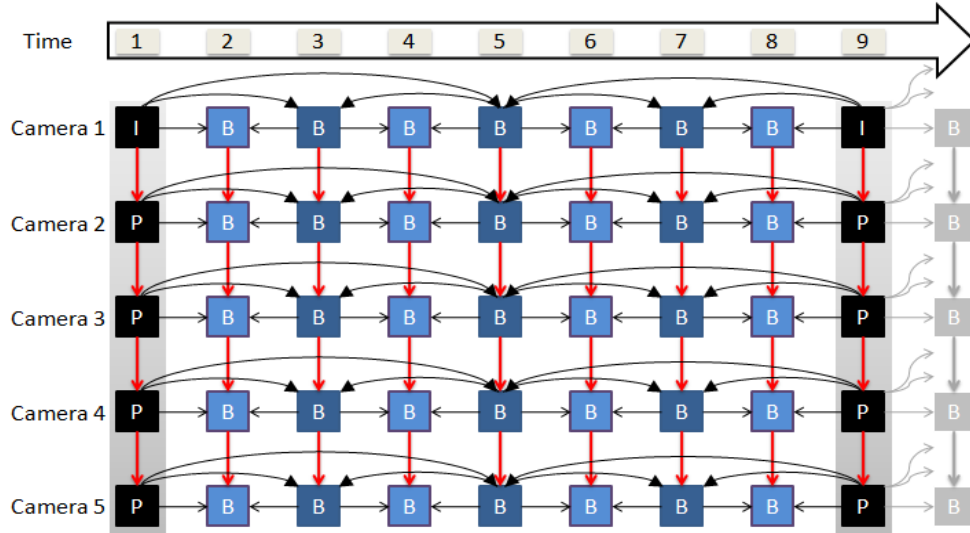 Time 1 2 3 4 5 6 7 8 9
Camera 1 I B B B B B B B I B
Camera 2 P B B B B B B B P B
Camera 3 P B B B B B B B P B
Camera 4 P B B B B B B B P B
Camera 5 P B B B B B B B P B